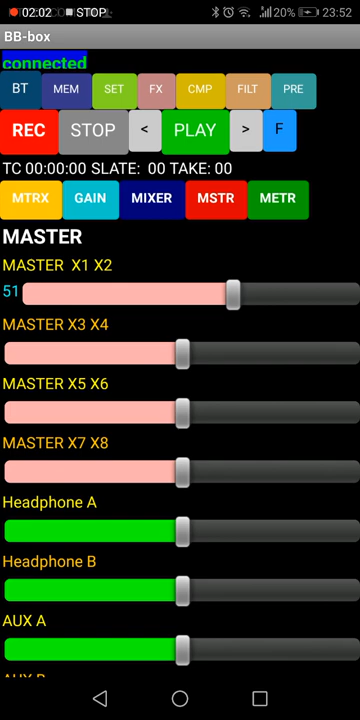 02:02 STOP 20% 23:52
BB-box
connected
BT MEM SET FX CMP FILT PRE
REC STOP < PLAY > F
TC 00:00:00 SLATE: 00 TAKE: 00
MTRX GAIN MIXER MSTR METR
MASTER
MASTER X1 X2
51
MASTER X3 X4
MASTER X5 X6
MASTER X7 X8
Headphone A
Headphone B
AUX A